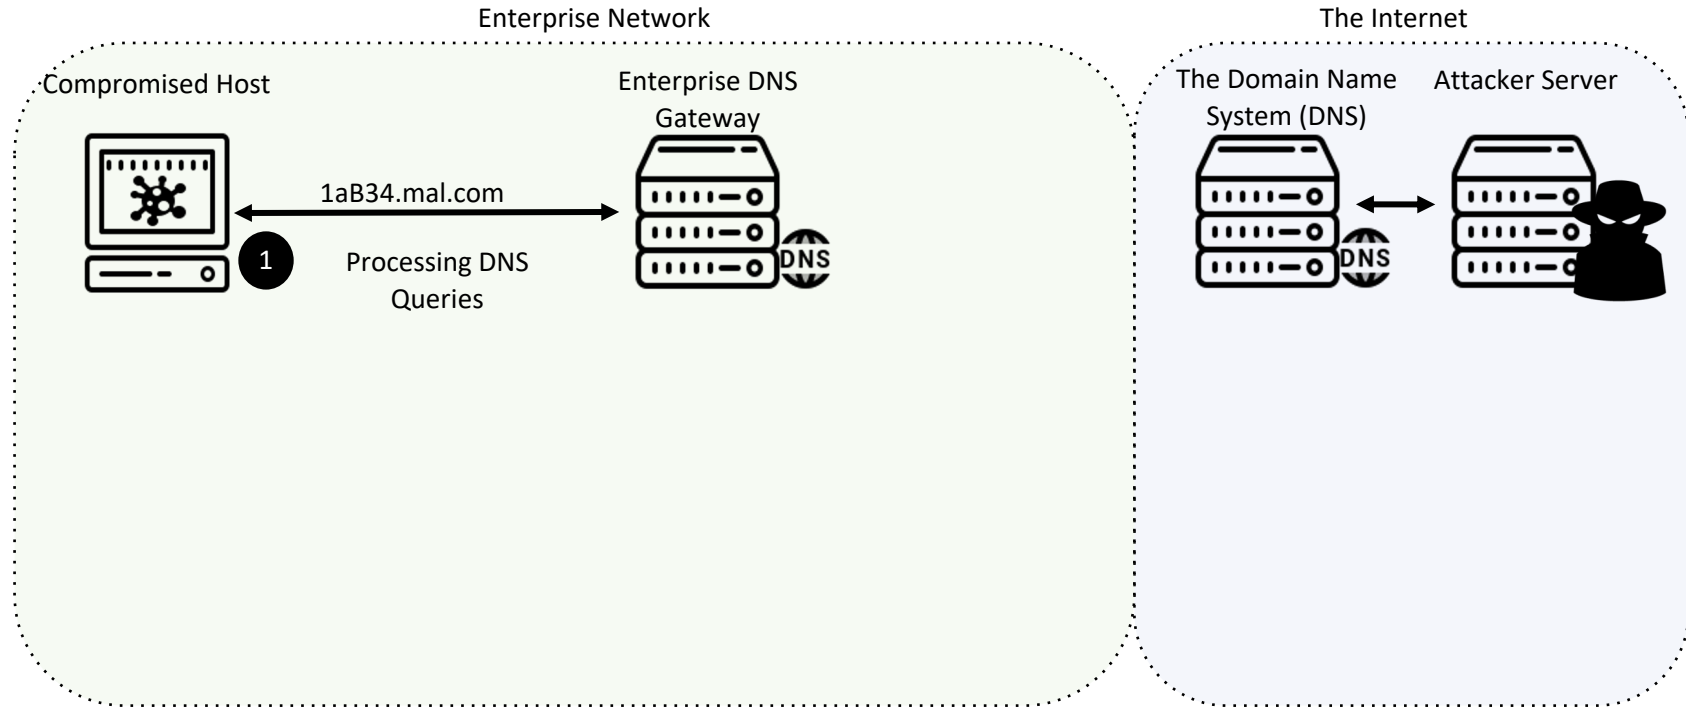 Enterprise Network
The Internet
Compromised Host
Enterprise DNS
Gateway
The Domain Name
System (DNS)
Attacker Server
1aB34.mal.com
1
Processing DNS
Queries
DNS
DNS